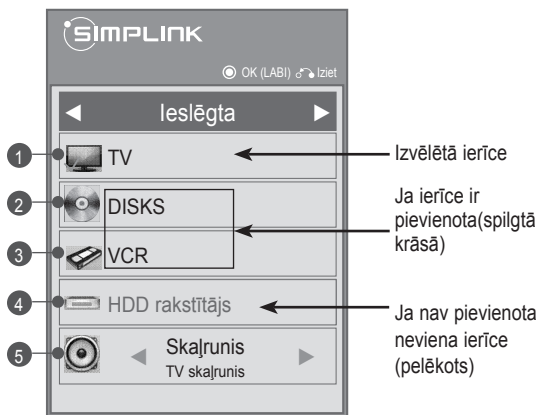 SIMPLINK
OK (LABI) Iziet
◀ Ieslēgta ▶
1 TV
2 DISKS
3 VCR
4 HDD rakstītājs
5 ◀ Skaļrunis ▶
TV skaļrunis
Izvēlētā ierīce
Ja ierīce ir
pievienota(spilgtā
krāsā)
Ja nav pievienota
neviena ierīce
(pelēkots)